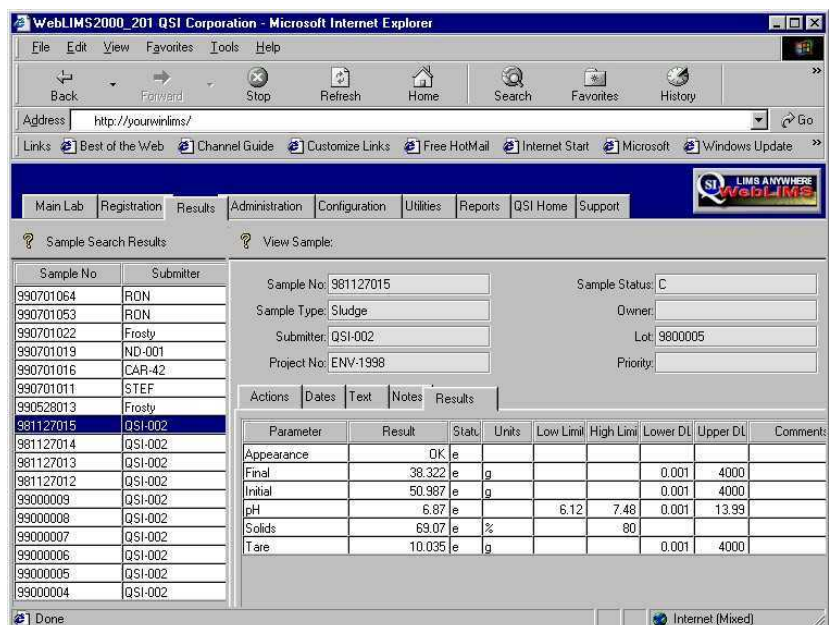 WebLIMS2000_201 QSI Corporation - Microsoft Internet Explorer
File Edit View Favorites Tools Help
Back Forward Stop Refresh Home Search Favorites History »
Address http://yourwinlims/ Go
Links Best of the Web Channel Guide Customize Links Free HotMail Internet Start Microsoft Windows Update »
QSI LIMS ANYWHERE
WebLIMS
Main Lab Registration Results Administration Configuration Utilities Reports QSI Home Support
? Sample Search Results ? View Sample:
Sample No Submitter
990701064 RON
990701053 RON
990701022 Frosty
990701019 ND-001
990701016 CAR-42
990701011 STEF
990528013 Frosty
981127015 QSI-002
981127014 QSI-002
981127013 QSI-002
981127012 QSI-002
99000009 QSI-002
99000008 QSI-002
99000007 QSI-002
99000006 QSI-002
99000005 QSI-002
99000004 QSI-002
Sample No: 981127015 Sample Status: C
Sample Type: Sludge Owner:
Submitter: QSI-002 Lot: 9800005
Project No: ENV-1998 Priority:
Actions Dates Text Notes Results
Parameter Result Statu Units Low Limit High Limi Lower DL Upper DL Comments
Appearance OK e
Final 38.322 e g 0.001 4000
Initial 50.987 e g 0.001 4000
pH 6.87 e 6.12 7.48 0.001 13.99
Solids 69.07 e % 80
Tare 10.035 e g 0.001 4000
Done Internet (Mixed)